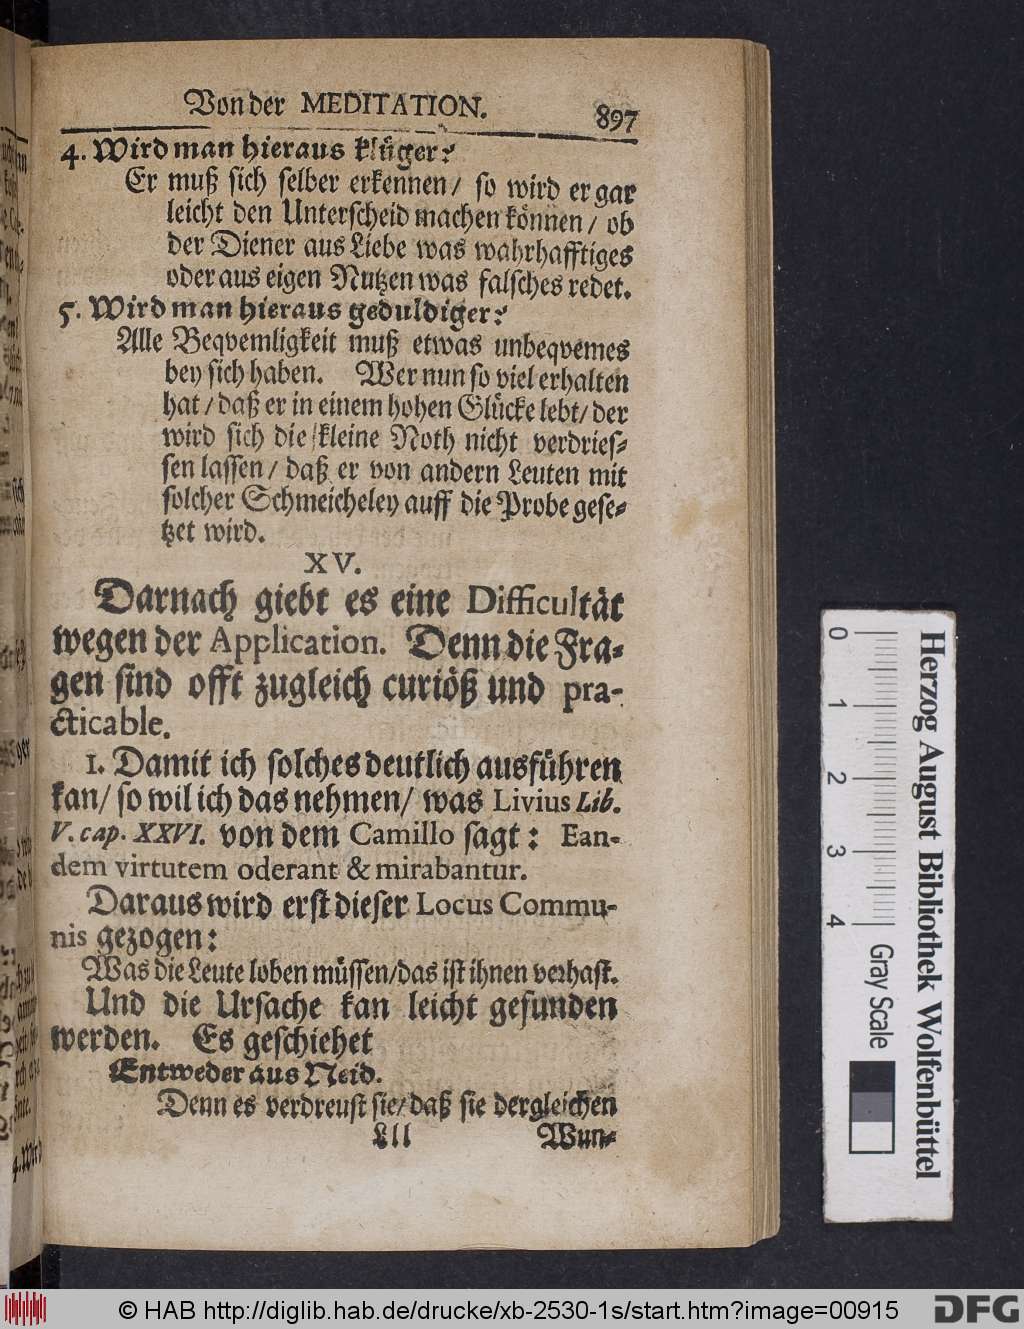 Von der MEDITATION. 897
4. Wird man hieraus klüger?
Er muß sich selber erkennen/ so wird er gar
leicht den Unterscheid machen können/ ob
der Diener aus Liebe was wahrhafftiges
oder aus eigen Nutzen was falsches redet.
5. Wird man hieraus geduldiger?
Alle Beqvemligkeit muß etwas unbeqvemes
bey sich haben. Wer nun so viel erhalten
hat/ daß er in einem hohen Glücke lebt/ der
wird sich die kleine Noth nicht verdries-
sen lassen/ daß er von andern Leuten mit
solcher Schmeicheley auff die Probe gese-
tzet wird.
XV.
Darnach giebt es eine Difficultät
wegen der Application. Denn die Fra-
gen sind offt zugleich curiöß und pra-
cticable.
1. Damit ich solches deutlich ausführen
kan/ so wil ich das nehmen/ was Livius Lib.
V. cap. XXVI. von dem Camillo sagt: Ean-
dem virtutem oderant & mirabantur.
Daraus wird erst dieser Locus Commu-
nis gezogen:
Was die Leute loben müssen/das ist ihnen verhast.
Und die Ursache kan leicht gefunden
werden. Es geschiehet
Entweder aus Neid.
Denn es verdreust sie/ daß sie dergleichen
Lll Wun-
0 1 2 3 4
Gray Scale
Herzog August Bibliothek Wolfenbüttel
© HAB http://diglib.hab.de/drucke/xb-2530-1s/start.htm?image=00915
DFG